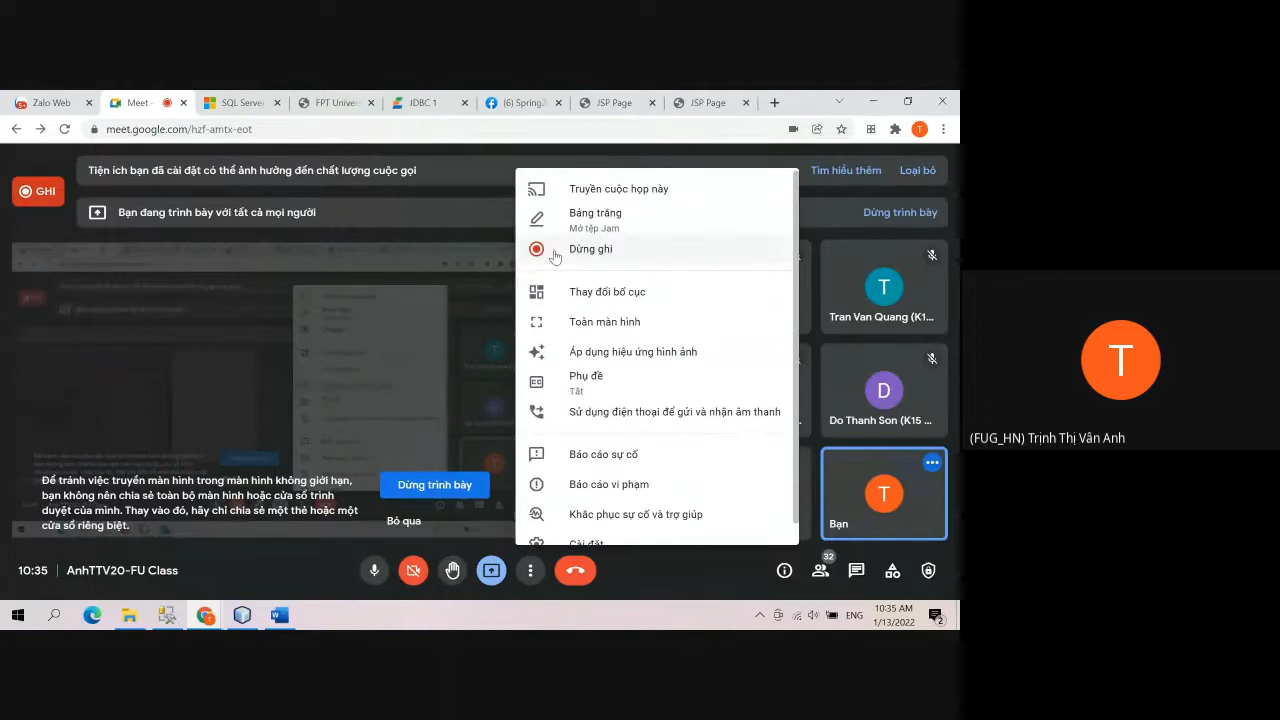 Zalo Web
Meet -
SQL Serve
FPT Univer
JDBC 1
(6) Spring2
JSP Page
JSP Page
meet.google.com/hzf-amtx-eot
GHI
Tiện ích bạn đã cài đặt có thể ảnh hưởng đến chất lượng cuộc gọi
Tìm hiểu thêm
Loại bỏ
Bạn đang trình bày với tất cả mọi người
Dừng trình bày
Truyền cuộc họp này
Bảng trắng
Mở tệp Jam
Dừng ghi
Thay đổi bố cục
Toàn màn hình
Áp dụng hiệu ứng hình ảnh
Phụ đề
Tắt
Sử dụng điện thoại để gửi và nhận âm thanh
Báo cáo sự cố
Báo cáo vi phạm
Khắc phục sự cố và trợ giúp
Cài đặt
T
Tran Van Quang (K1...
D
Do Thanh Son (K15 ...
T
Bạn
Để tránh việc truyền màn hình trong màn hình không giới hạn,
bạn không nên chia sẻ toàn bộ màn hình hoặc cửa sổ trình
duyệt của mình. Thay vào đó, hãy chỉ chia sẻ một thẻ hoặc một
cửa sổ riêng biệt.
Dừng trình bày
Bỏ qua
10:35
AnhTTV20-FU Class
32
ENG
10:35 AM
1/13/2022
2
T
(FUG_HN) Trịnh Thị Vân Anh